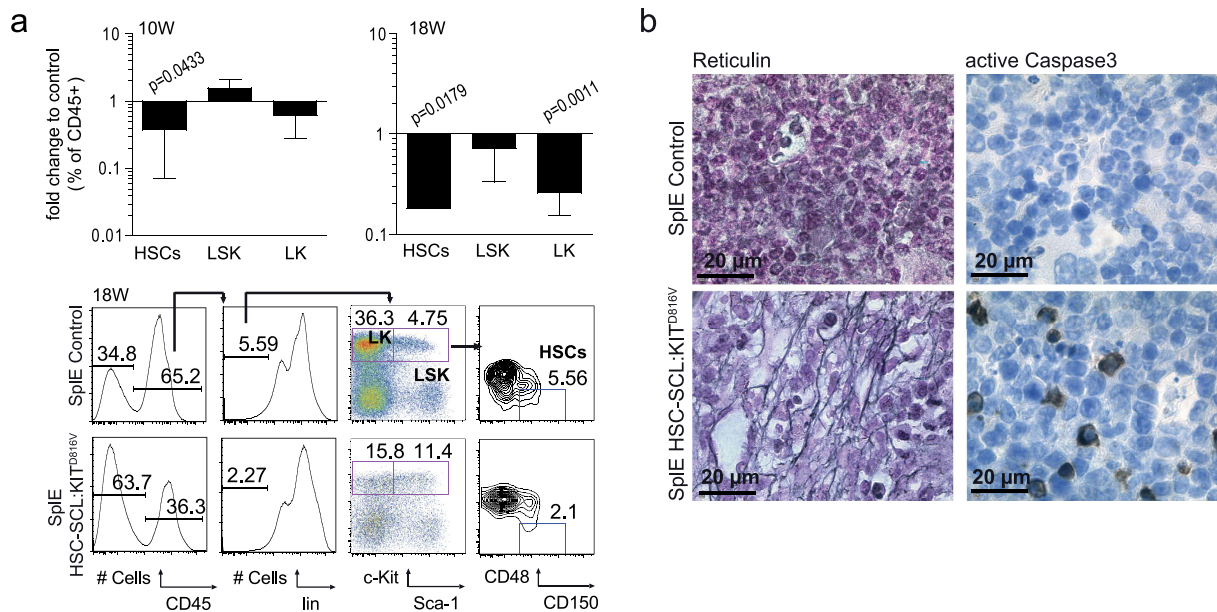 a
10W
18W
fold change to control
(% of CD45+)
10
1
0.1
0.01
p=0.0433
HSCs LSK LK
10
1
0.1
p=0.0179
p=0.0011
HSCs LSK LK
18W
SplE Control
34.8
65.2
5.59
36.3 4.75
LK
LSK
HSCs
5.56
SplE
HSC-SCL:KITD816V
63.7
36.3
2.27
15.8 11.4
2.1
# Cells
CD45
# Cells
lin
c-Kit
Sca-1
CD48
CD150
b
Reticulin
active Caspase3
SplE Control
20 µm
20 µm
SplE HSC-SCL:KITD816V
20 µm
20 µm